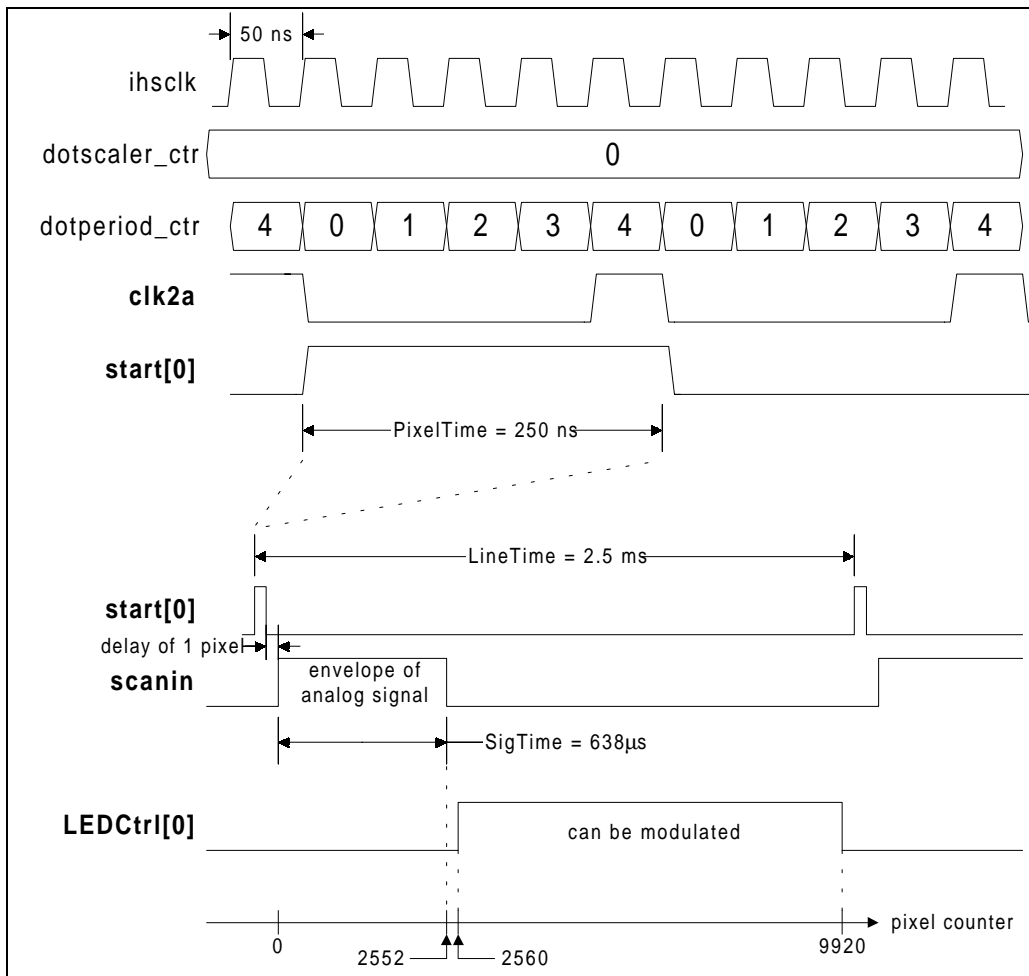 50 ns
ihsclk
dotscaler_ctr
0
dotperiod_ctr
4 0 1 2 3 4 0 1 2 3 4
clk2a
start[0]
PixelTime = 250 ns
LineTime = 2.5 ms
start[0]
delay of 1 pixel
scanin
envelope of
analog signal
SigTime = 638µs
LEDCtrl[0]
can be modulated
pixel counter
0
9920
2552
2560